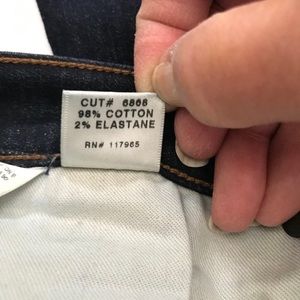 CUT# 6868
98% COTTON
2% ELASTANE
RN# 117965